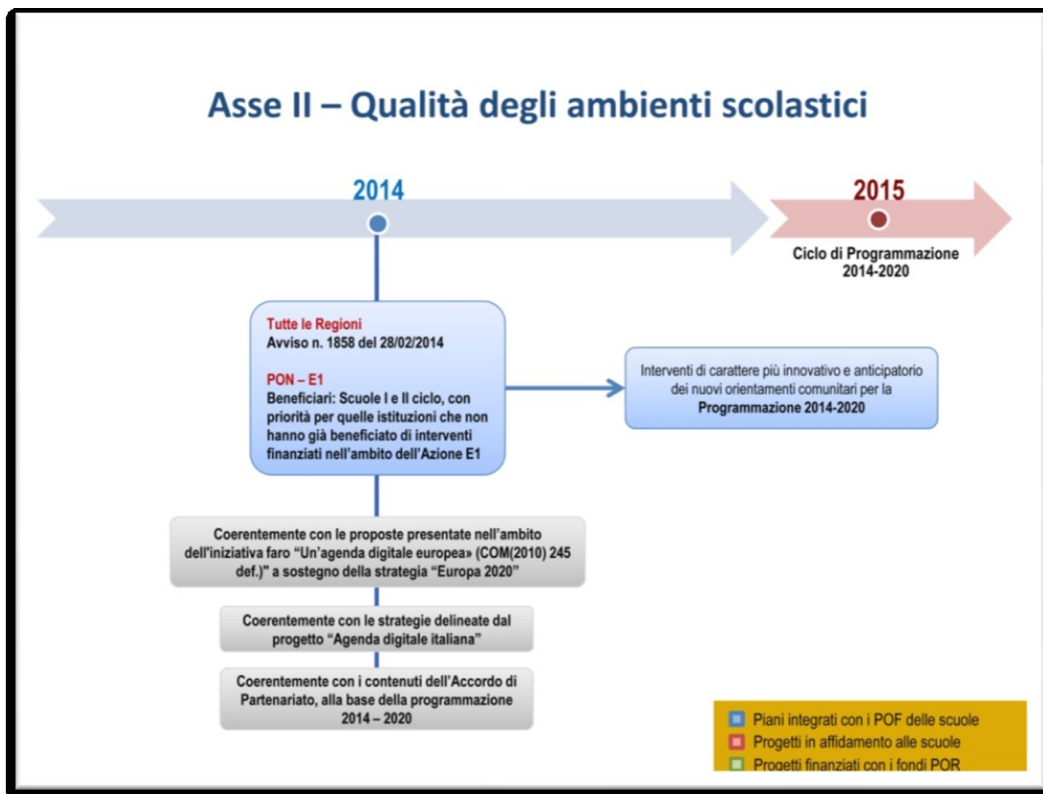 Asse II – Qualità degli ambienti scolastici
2014
2015
Ciclo di Programmazione
2014-2020
Tutte le Regioni
Avviso n. 1858 del 28/02/2014
PON – E1
Beneficiari: Scuole I e II ciclo, con
priorità per quelle istituzioni che non
hanno già beneficiato di interventi
finanziati nell'ambito dell'Azione E1
Interventi di carattere più innovativo e anticipatorio
dei nuovi orientamenti comunitari per la
Programmazione 2014-2020
Coerentemente con le proposte presentate nell'ambito
dell'iniziativa faro "Un'agenda digitale europea» (COM(2010) 245
def.)" a sostegno della strategia "Europa 2020"
Coerentemente con le strategie delineate dal
progetto "Agenda digitale italiana"
Coerentemente con i contenuti dell'Accordo di
Partenariato, alla base della programmazione
2014 – 2020
Piani integrati con i POF delle scuole
Progetti in affidamento alle scuole
Progetti finanziati con i fondi POR